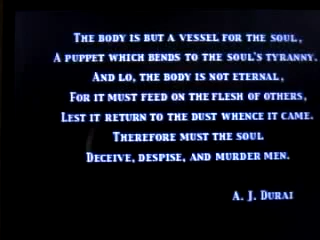 The body is but a vessel for the soul,
A puppet which bends to the soul's tyranny.
And lo, the body is not eternal,
For it must feed on the flesh of others,
Lest it return to the dust whence it came.
Therefore must the soul
Deceive, despise, and murder men.
A. J. Durai